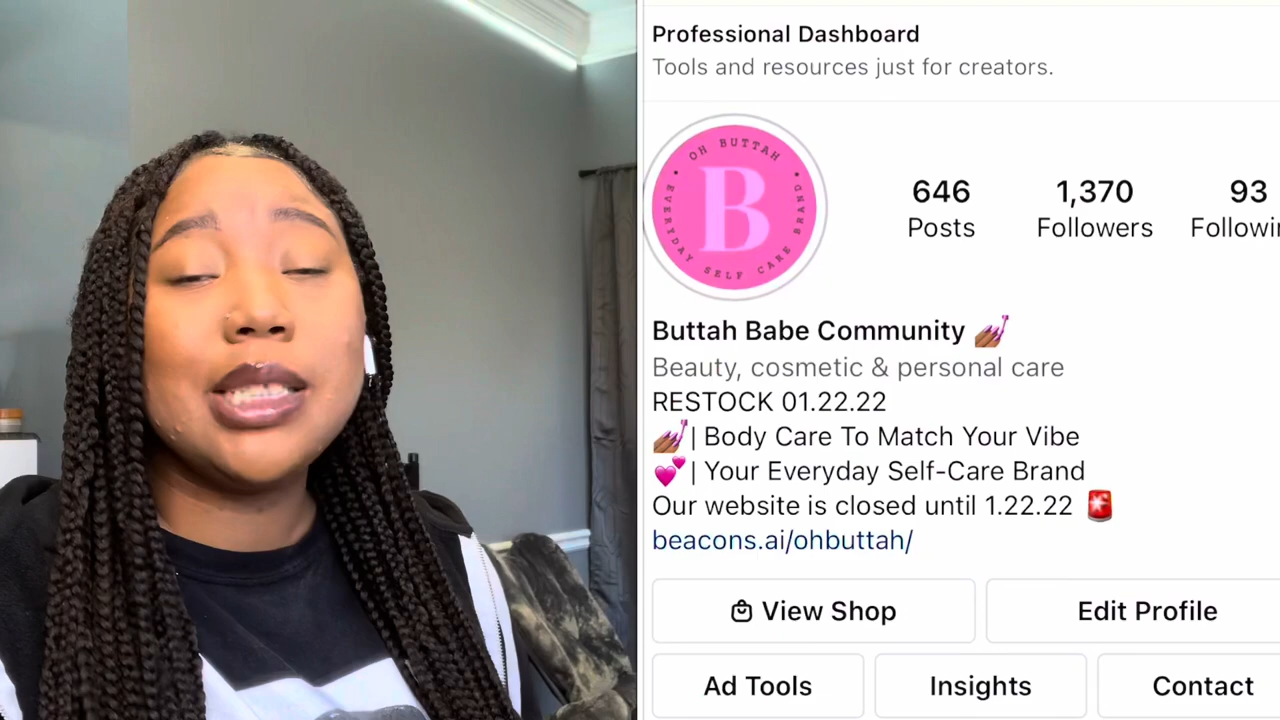 Professional Dashboard
Tools and resources just for creators.
OH BUTTAH
B
EVERYDAY SELF CARE BRAND
646
1,370
93
Posts
Followers
Followin
Buttah Babe Community
Beauty, cosmetic & personal care
RESTOCK 01.22.22
| Body Care To Match Your Vibe
| Your Everyday Self-Care Brand
Our website is closed until 1.22.22
beacons.ai/ohbuttah/
View Shop
Edit Profile
Ad Tools
Insights
Contact